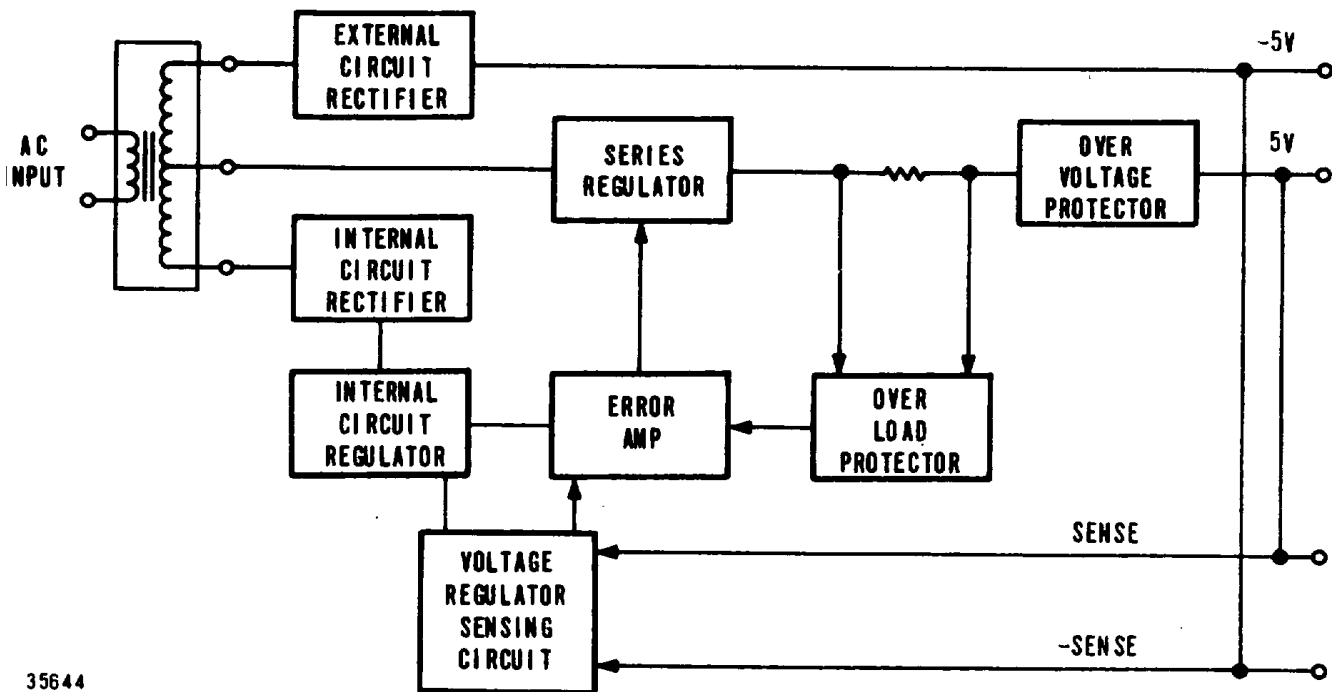 EXTERNAL
CIRCUIT
RECTIFIER
-5V
AC
INPUT
SERIES
REGULATOR
OVER
VOLTAGE
PROTECTOR
5V
INTERNAL
CIRCUIT
RECTIFIER
INTERNAL
CIRCUIT
REGULATOR
ERROR
AMP
OVER
LOAD
PROTECTOR
VOLTAGE
REGULATOR
SENSING
CIRCUIT
SENSE
-SENSE
35644